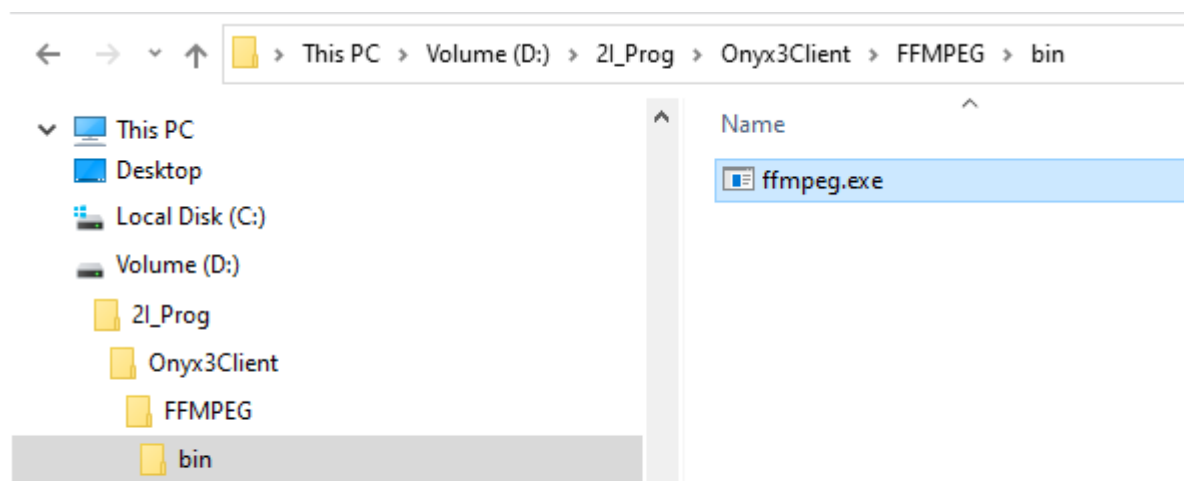 This PC > Volume (D:) > 2I_Prog > Onyx3Client > FFMPEG > bin
This PC
Desktop
Local Disk (C:)
Volume (D:)
2I_Prog
Onyx3Client
FFMPEG
bin
Name
ffmpeg.exe